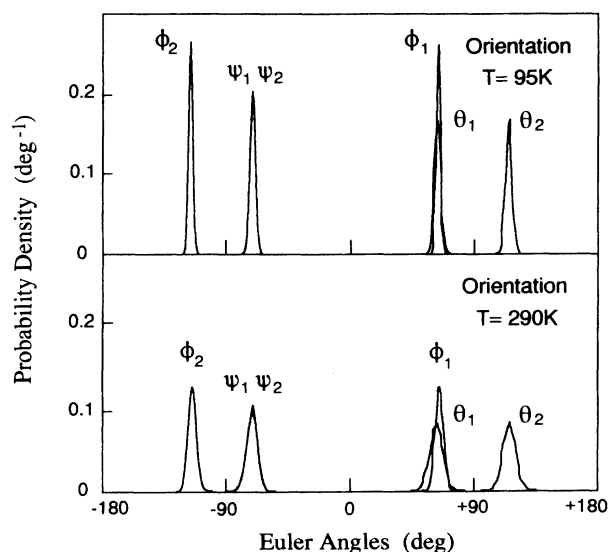 ϕ₂ ϕ₁ Orientation
ψ₁ ψ₂ T= 95K
θ₁ θ₂
0.2
0.1
0
Orientation
T= 290K
0.2
ϕ₂ ϕ₁
ψ₁ ψ₂ θ₁ θ₂
0.1
0
-180 -90 0 +90 +180
Euler Angles (deg)
Probability Density (deg⁻¹)